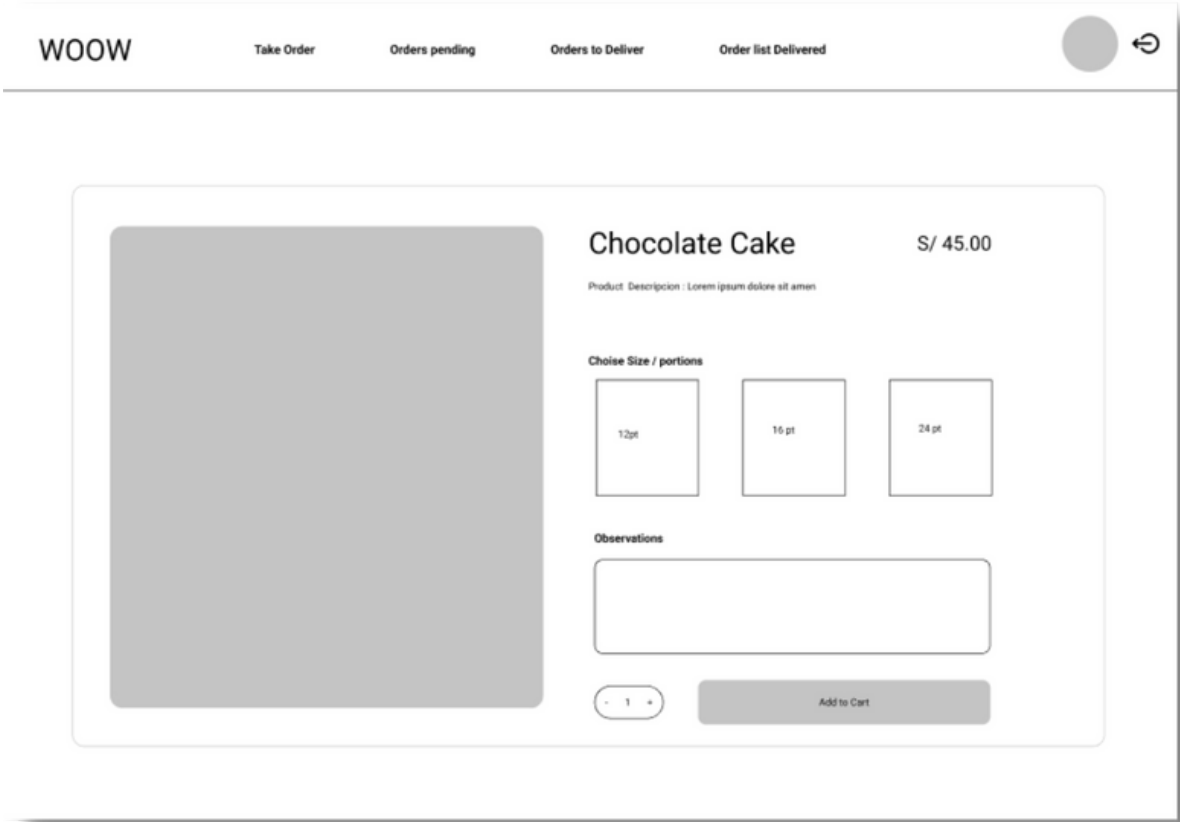 WOOW
Take Order
Orders pending
Orders to Deliver
Order list Delivered
Chocolate Cake
S/ 45.00
Product Descripcion : Lorem ipsum dolore sit amen
Choise Size / portions
12pt
16 pt
24 pt
Observations
- 1 +
Add to Cart